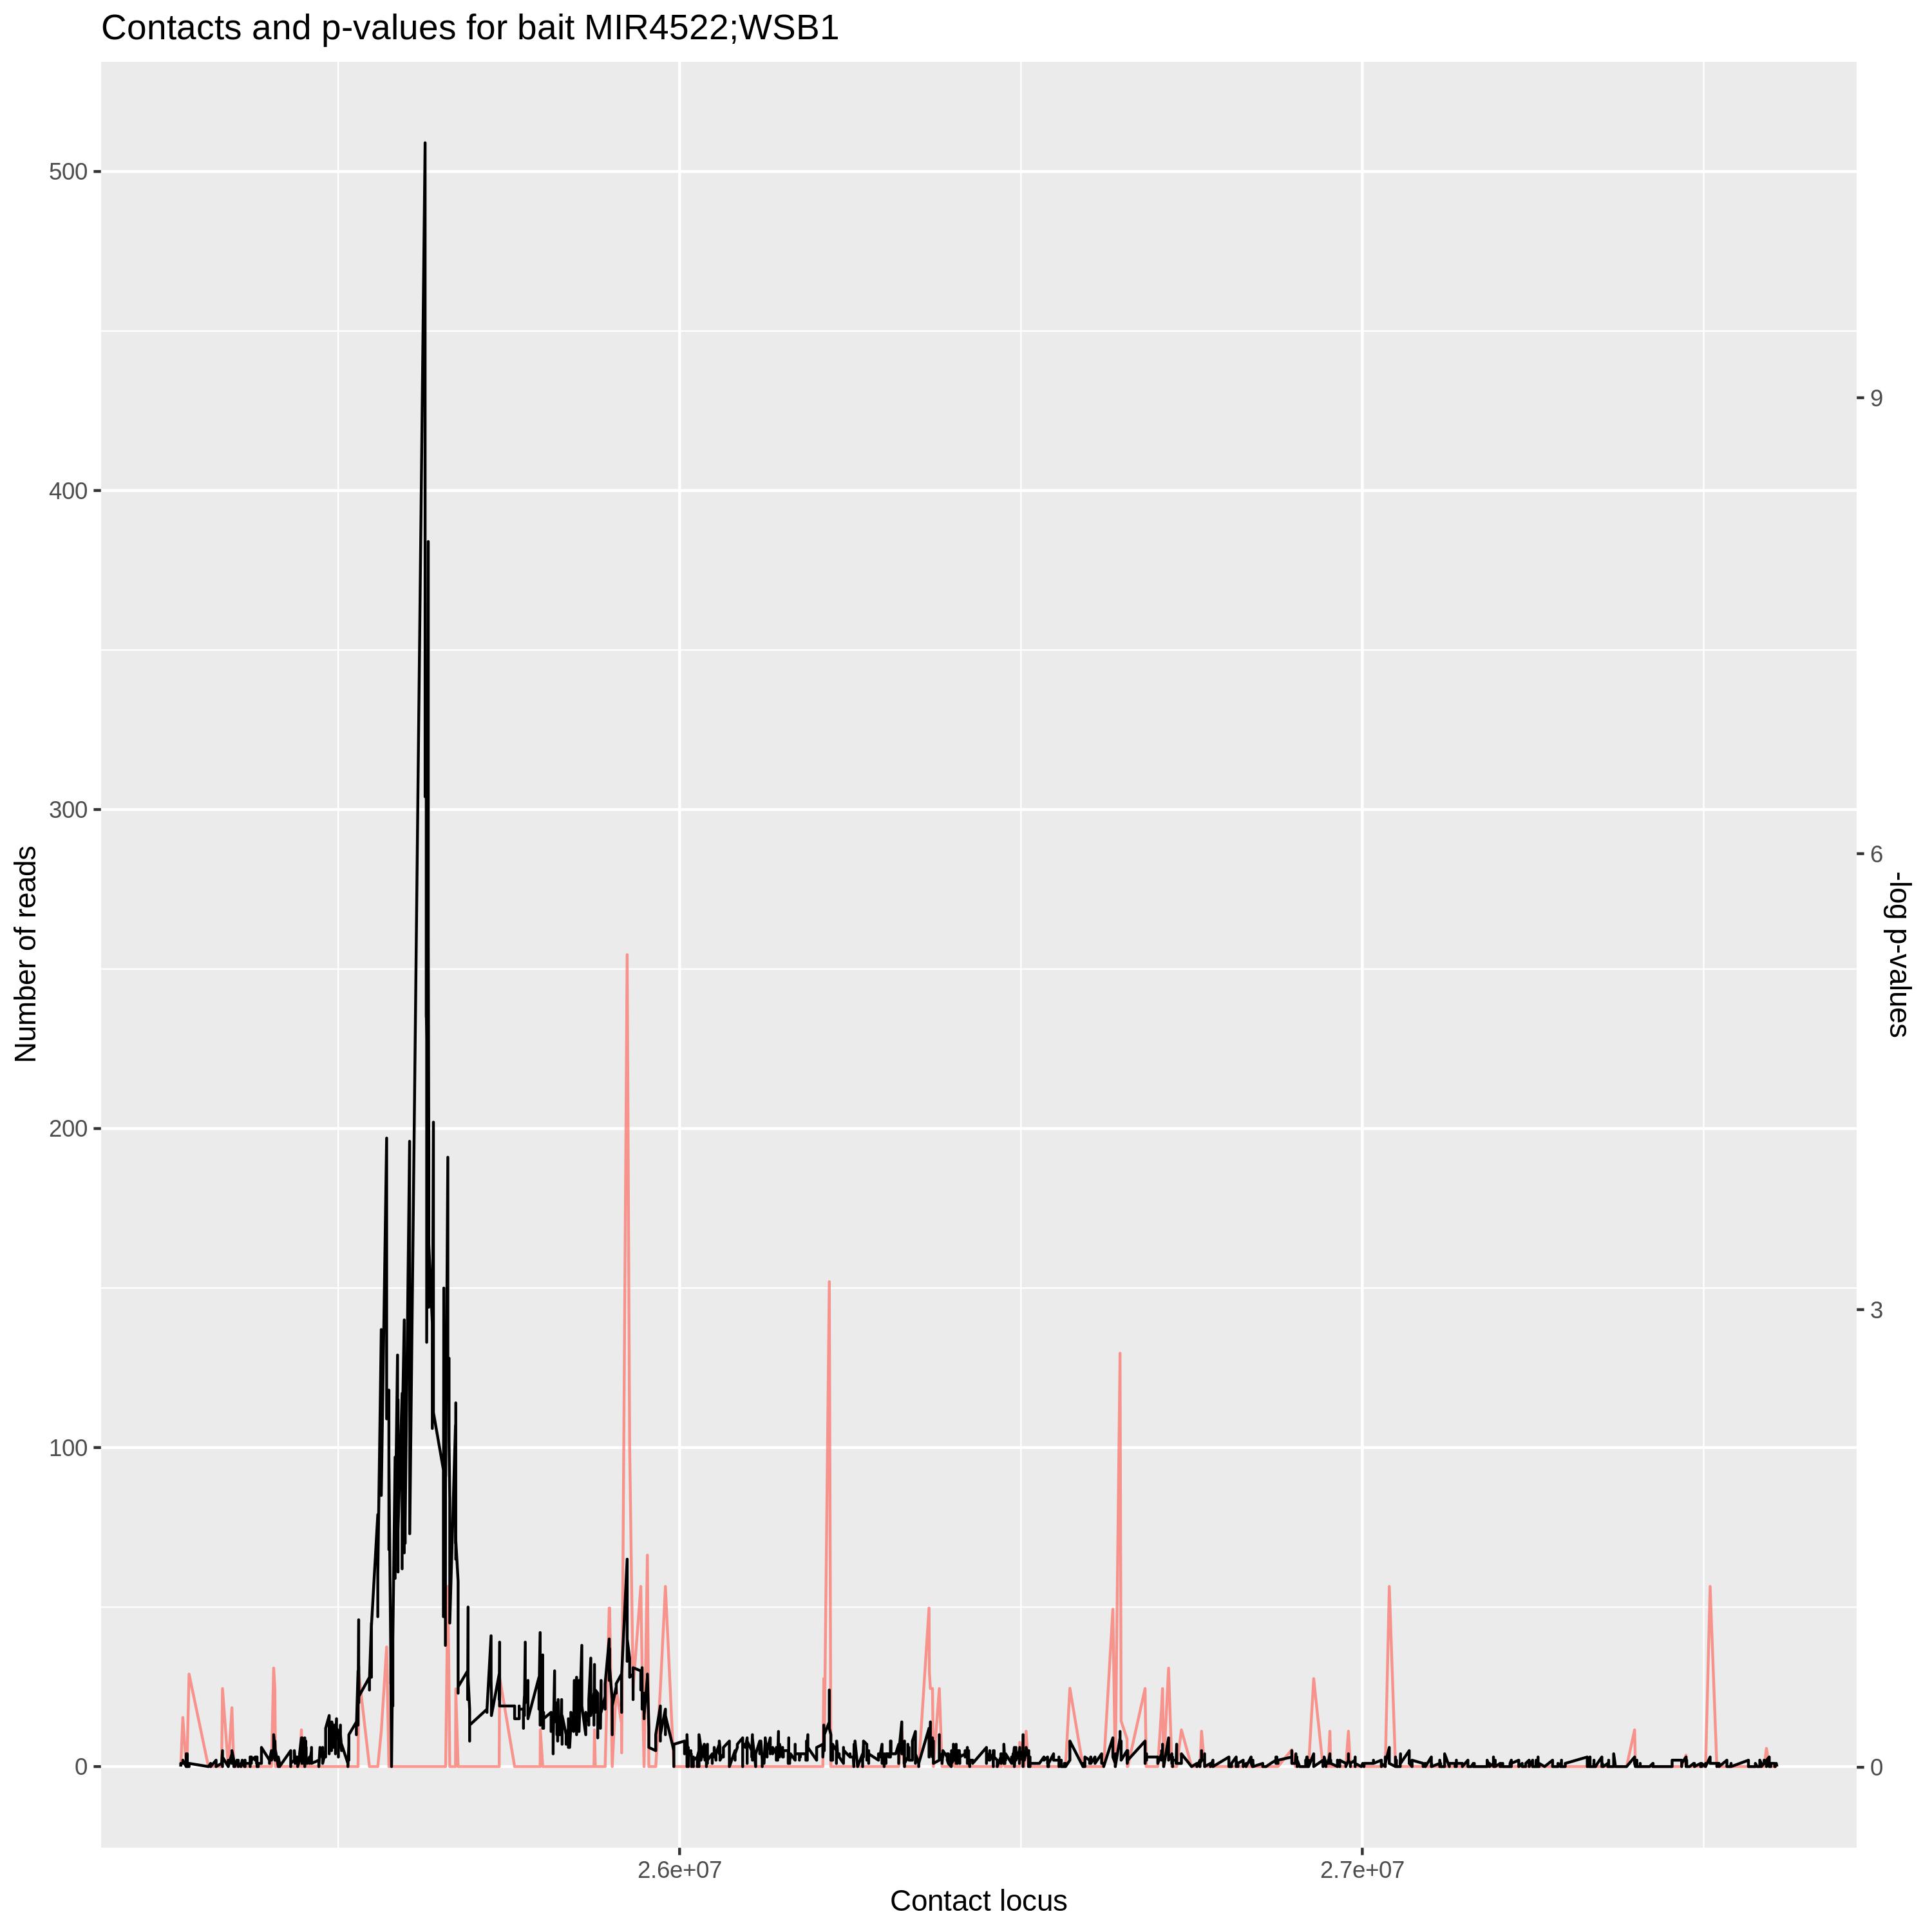 Contacts and p-values for bait MIR4522;WSB1
500
400
300
200
100
0
Number of reads
9
6
3
0
-log p-values
2.6e+07
2.7e+07
Contact locus